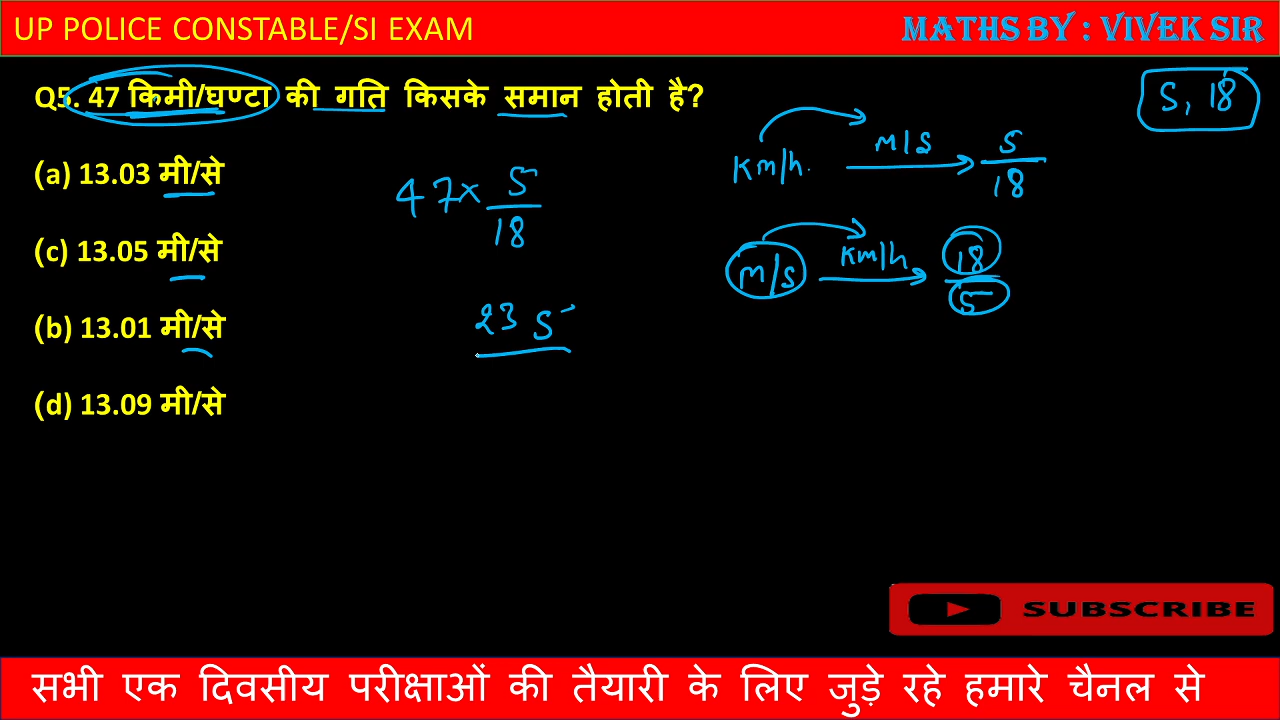 UP POLICE CONSTABLE/SI EXAM
MATHS BY : VIVEK SIR
Q5. 47 किमी/घण्टा की गति किसके समान होती है?
5, 18
(a) 13.03 मी/से
47 × 5/18
Km/h. M/S 5/18
(c) 13.05 मी/से
m/s Km/h 18/5
(b) 13.01 मी/से
235
(d) 13.09 मी/से
SUBSCRIBE
सभी एक दिवसीय परीक्षाओं की तैयारी के लिए जुड़े रहे हमारे चैनल से